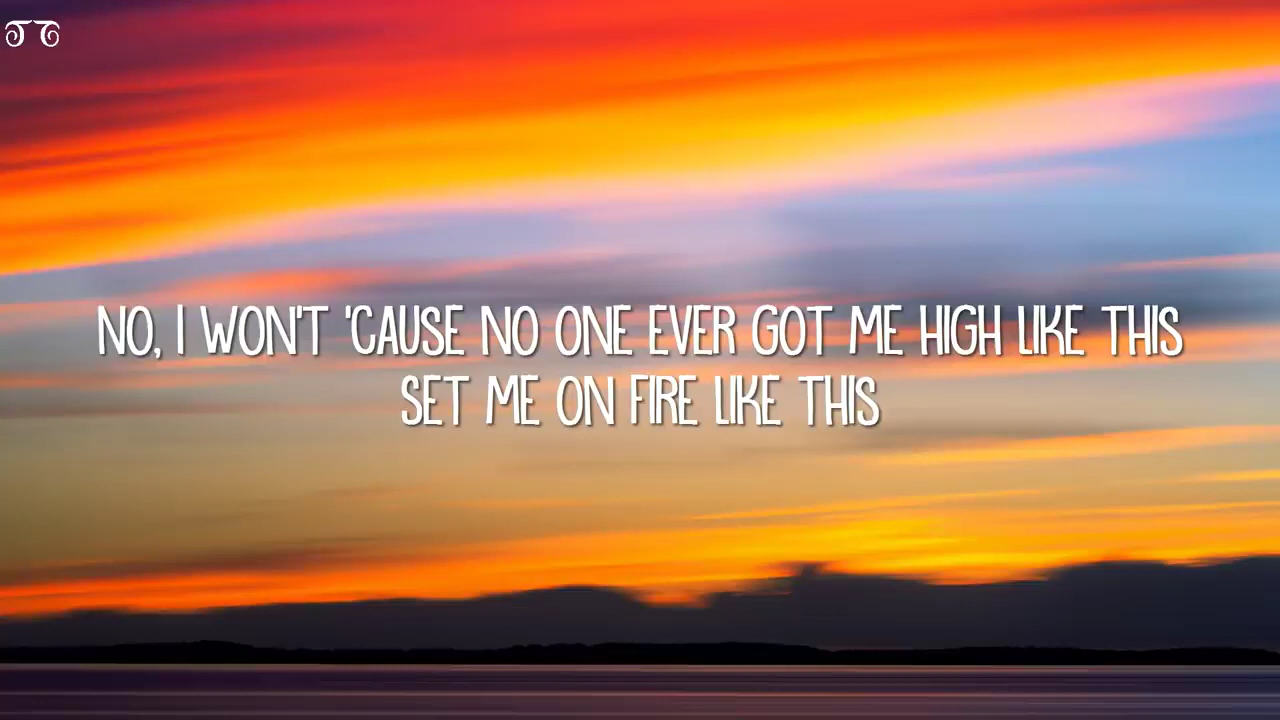 NO, I WON'T 'CAUSE NO ONE EVER GOT ME HIGH LIKE THIS
SET ME ON FIRE LIKE THIS